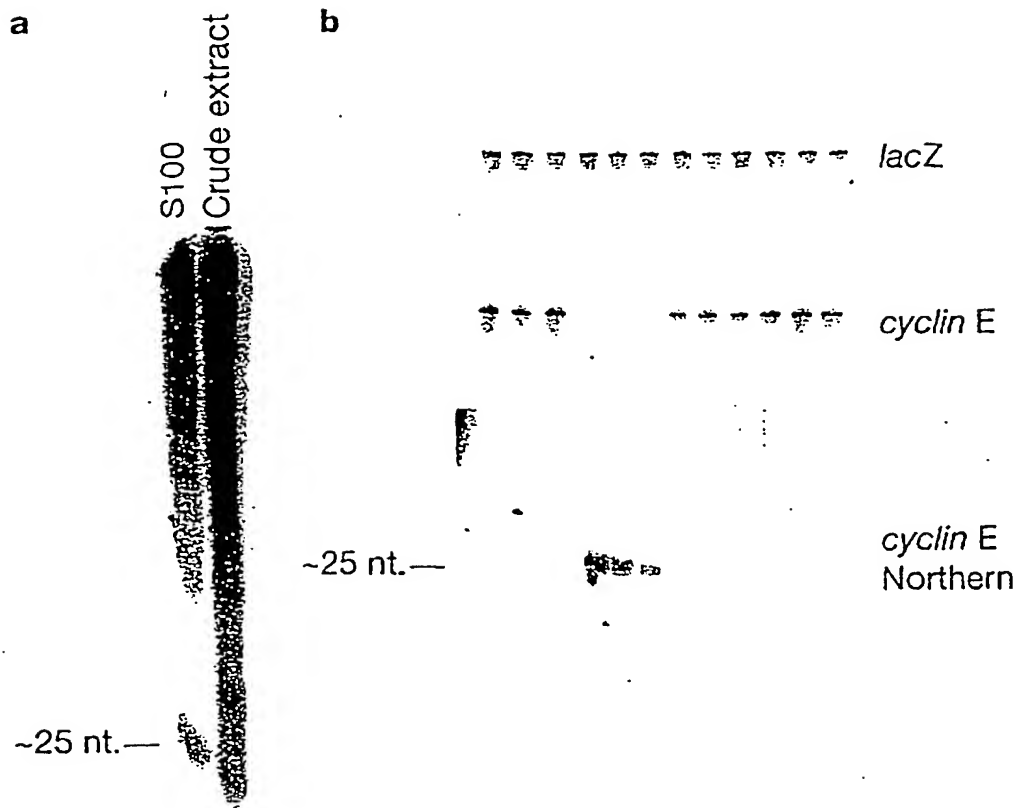 a
b
S100
Crude extract
lacZ
cyclin E
~25 nt.
cyclin E
Northern
~25 nt.